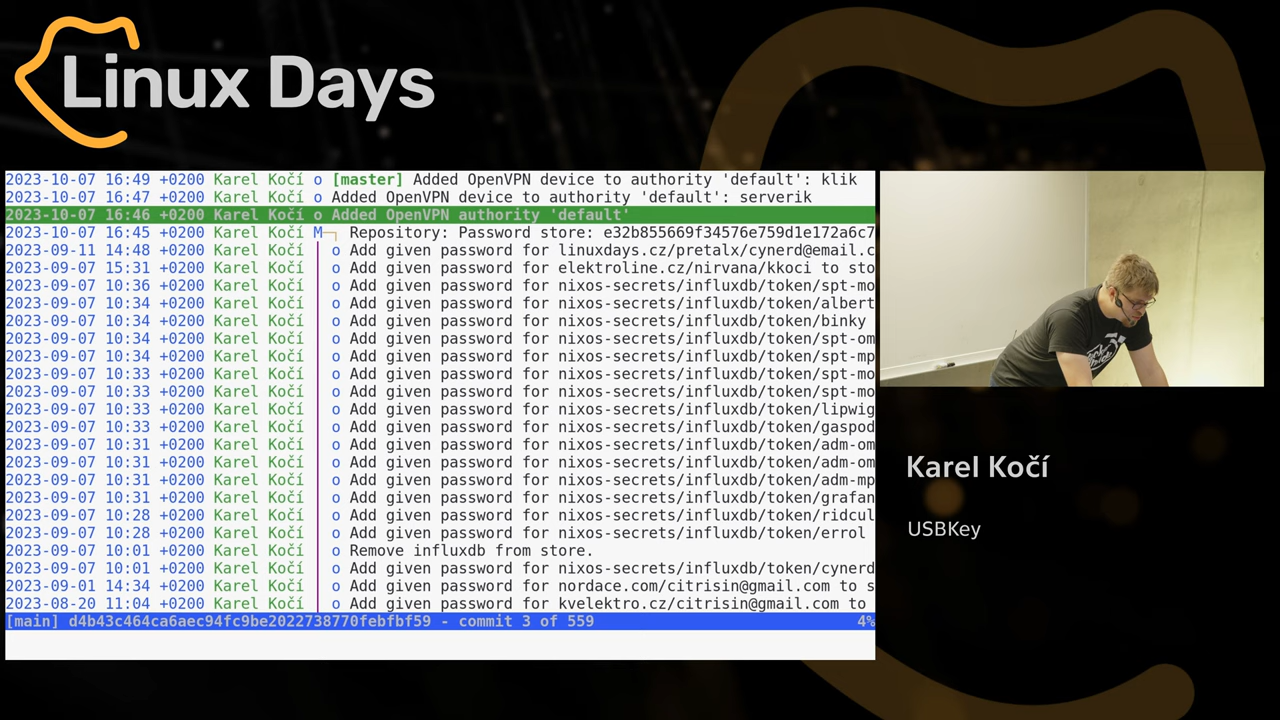 Linux Days
2023-10-07 16:49 +0200 Karel Kočí o [master] Added OpenVPN device to authority 'default': klik
2023-10-07 16:47 +0200 Karel Kočí o Added OpenVPN device to authority 'default': serverik
2023-10-07 16:46 +0200 Karel Kočí o Added OpenVPN authority 'default'
2023-10-07 16:45 +0200 Karel Kočí M─┐ Repository: Password store: e32b855669f34576e759d1e172a6c7
2023-09-11 14:48 +0200 Karel Kočí │ o Add given password for linuxdays.cz/pretalx/cynerd@email.c
2023-09-07 15:31 +0200 Karel Kočí │ o Add given password for elektroline.cz/nirvana/kkoci to sto
2023-09-07 10:36 +0200 Karel Kočí │ o Add given password for nixos-secrets/influxdb/token/spt-mo
2023-09-07 10:34 +0200 Karel Kočí │ o Add given password for nixos-secrets/influxdb/token/albert
2023-09-07 10:34 +0200 Karel Kočí │ o Add given password for nixos-secrets/influxdb/token/binky
2023-09-07 10:34 +0200 Karel Kočí │ o Add given password for nixos-secrets/influxdb/token/spt-om
2023-09-07 10:34 +0200 Karel Kočí │ o Add given password for nixos-secrets/influxdb/token/spt-mp
2023-09-07 10:33 +0200 Karel Kočí │ o Add given password for nixos-secrets/influxdb/token/spt-mo
2023-09-07 10:33 +0200 Karel Kočí │ o Add given password for nixos-secrets/influxdb/token/spt-mo
2023-09-07 10:33 +0200 Karel Kočí │ o Add given password for nixos-secrets/influxdb/token/lipwig
2023-09-07 10:33 +0200 Karel Kočí │ o Add given password for nixos-secrets/influxdb/token/gaspod
2023-09-07 10:31 +0200 Karel Kočí │ o Add given password for nixos-secrets/influxdb/token/adm-om
2023-09-07 10:31 +0200 Karel Kočí │ o Add given password for nixos-secrets/influxdb/token/adm-om
2023-09-07 10:31 +0200 Karel Kočí │ o Add given password for nixos-secrets/influxdb/token/adm-mp
2023-09-07 10:31 +0200 Karel Kočí │ o Add given password for nixos-secrets/influxdb/token/grafan
2023-09-07 10:28 +0200 Karel Kočí │ o Add given password for nixos-secrets/influxdb/token/ridcul
2023-09-07 10:28 +0200 Karel Kočí │ o Add given password for nixos-secrets/influxdb/token/errol
2023-09-07 10:01 +0200 Karel Kočí │ o Remove influxdb from store.
2023-09-07 10:01 +0200 Karel Kočí │ o Add given password for nixos-secrets/influxdb/token/cynerd
2023-09-01 14:34 +0200 Karel Kočí │ o Add given password for nordace.com/citrisin@gmail.com to s
2023-08-20 11:04 +0200 Karel Kočí │ o Add given password for kvelektro.cz/citrisin@gmail.com to
[main] d4b43c464ca6aec94fc9be2022738770febfbf59 - commit 3 of 559 4%
Karel Kočí
USBKey